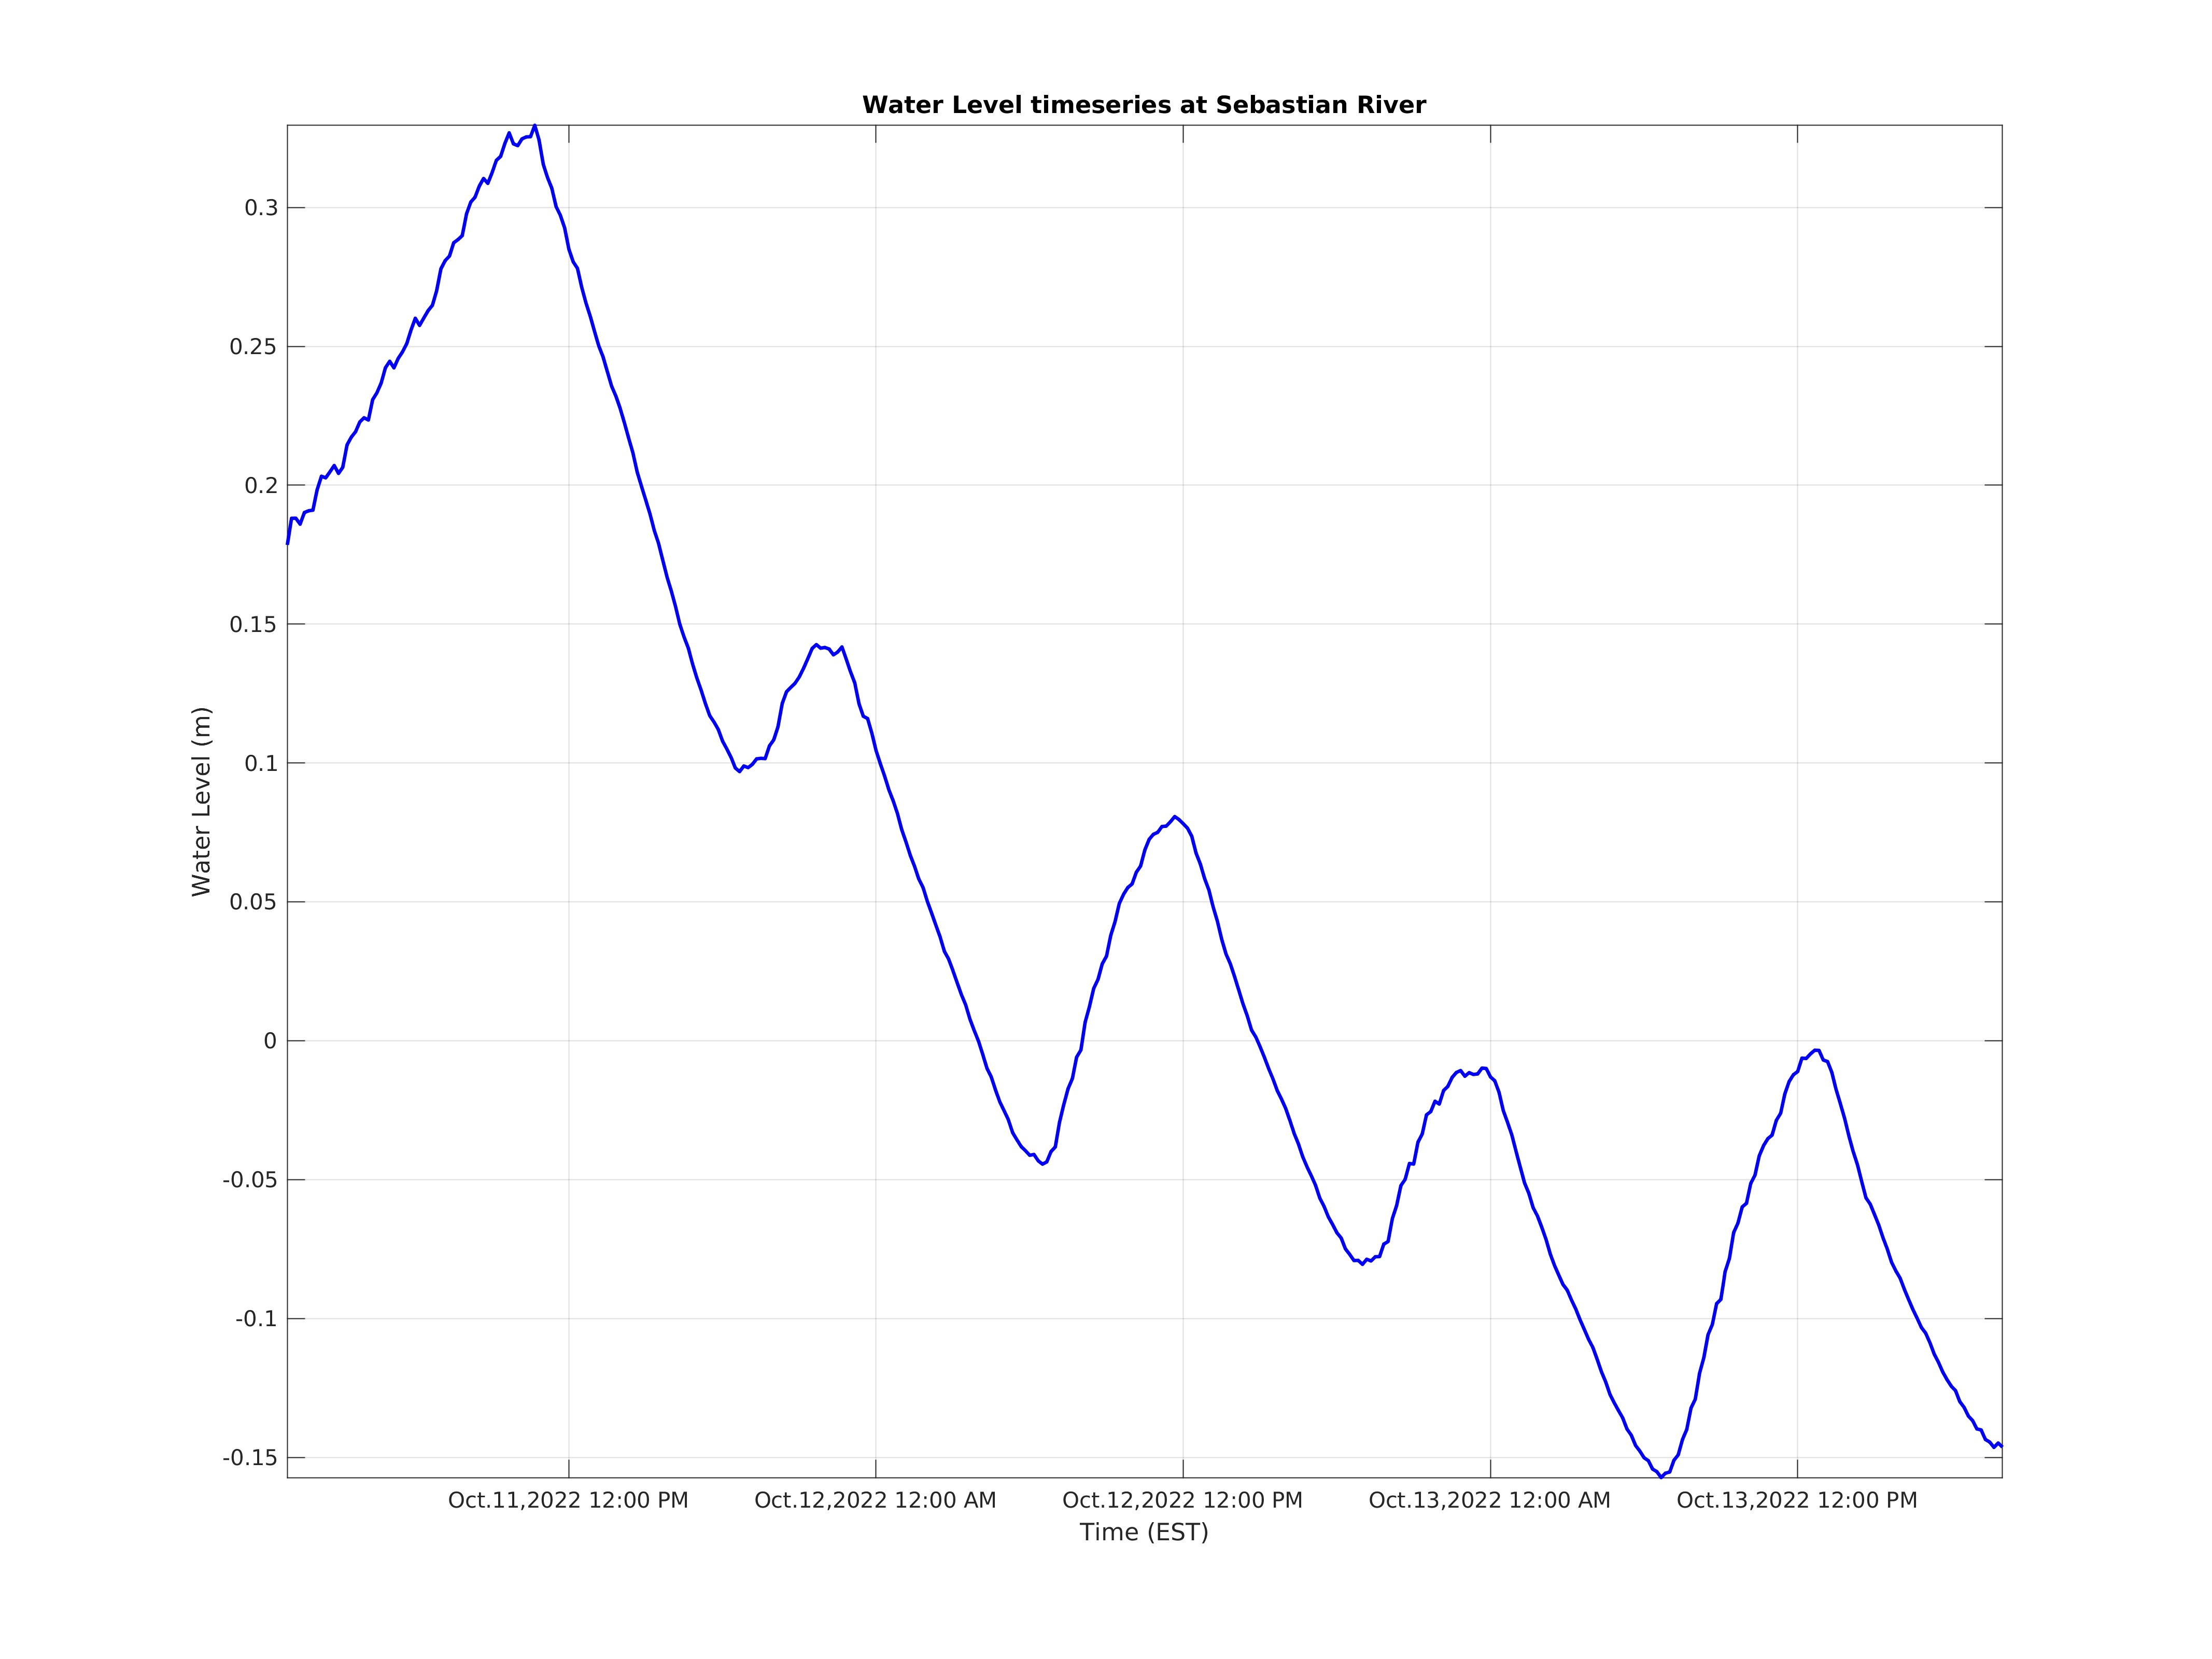 Water Level timeseries at Sebastian River
0.3
0.25
0.2
0.15
0.1
0.05
0
-0.05
-0.1
-0.15
Water Level (m)
Oct.11,2022 12:00 PM
Oct.12,2022 12:00 AM
Oct.12,2022 12:00 PM
Oct.13,2022 12:00 AM
Oct.13,2022 12:00 PM
Time (EST)